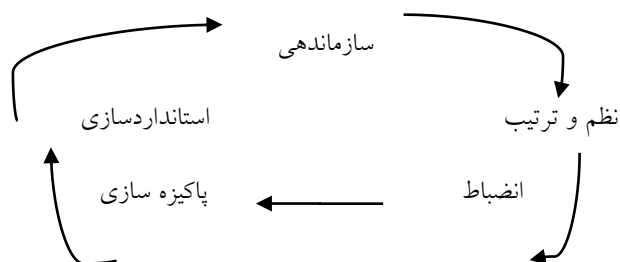 سازماندهی
نظم و ترتیب
استانداردسازی
انضباط
پاکیزه سازی